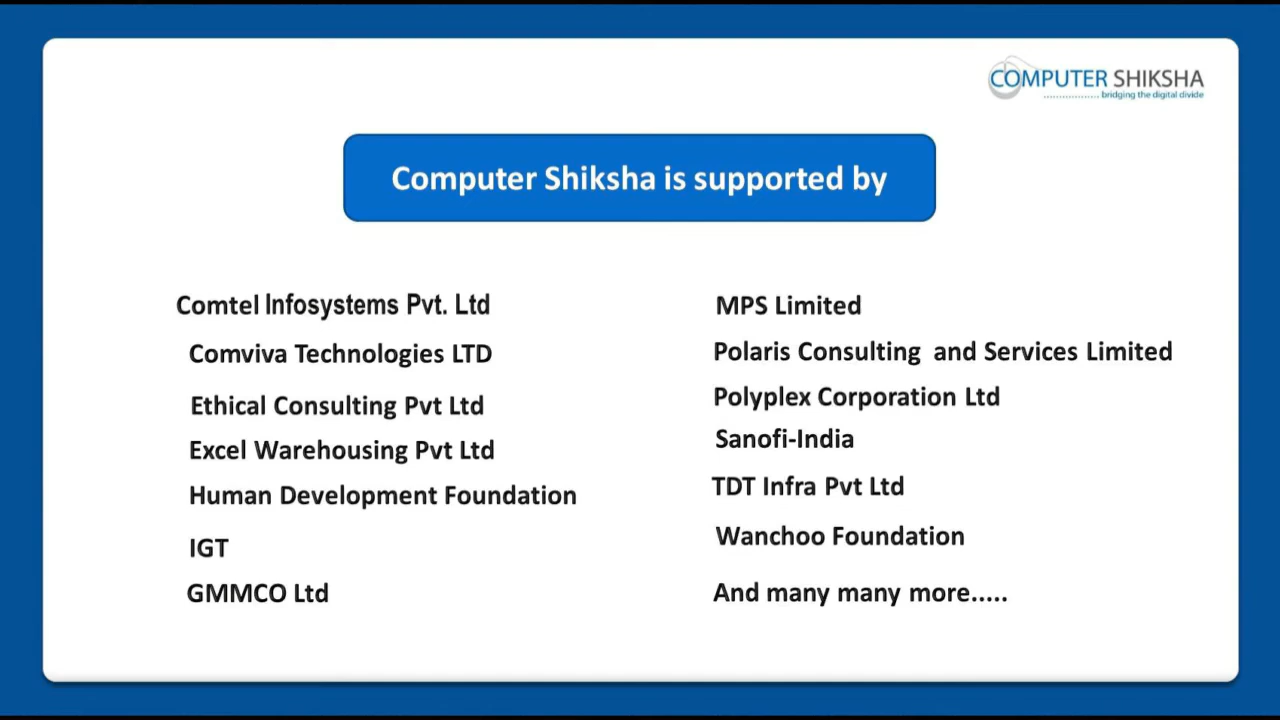 COMPUTER SHIKSHA
bridging the digital divide
Computer Shiksha is supported by
Comtel Infosystems Pvt. Ltd
Comviva Technologies LTD
Ethical Consulting Pvt Ltd
Excel Warehousing Pvt Ltd
Human Development Foundation
IGT
GMMCO Ltd
MPS Limited
Polaris Consulting and Services Limited
Polyplex Corporation Ltd
Sanofi-India
TDT Infra Pvt Ltd
Wanchoo Foundation
And many many more.....